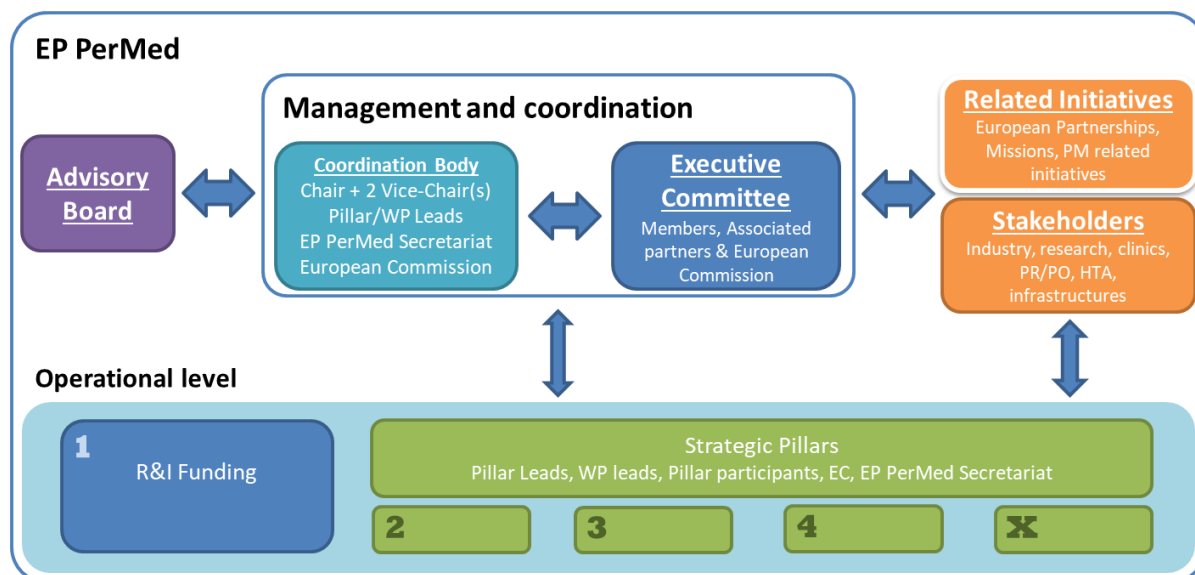 EP PerMed
Management and coordination
Advisory
Board
Coordination Body
Chair + 2 Vice-Chair(s)
Pillar/WP Leads
EP PerMed Secretariat
European Commission
Executive
Committee
Members, Associated
partners & European
Commission
Related Initiatives
European Partnerships,
Missions, PM related
initiatives
Stakeholders
Industry, research, clinics,
PR/PO, HTA,
infrastructures
Operational level
1
R&I Funding
Strategic Pillars
Pillar Leads, WP leads, Pillar participants, EC, EP PerMed Secretariat
2
3
4
X